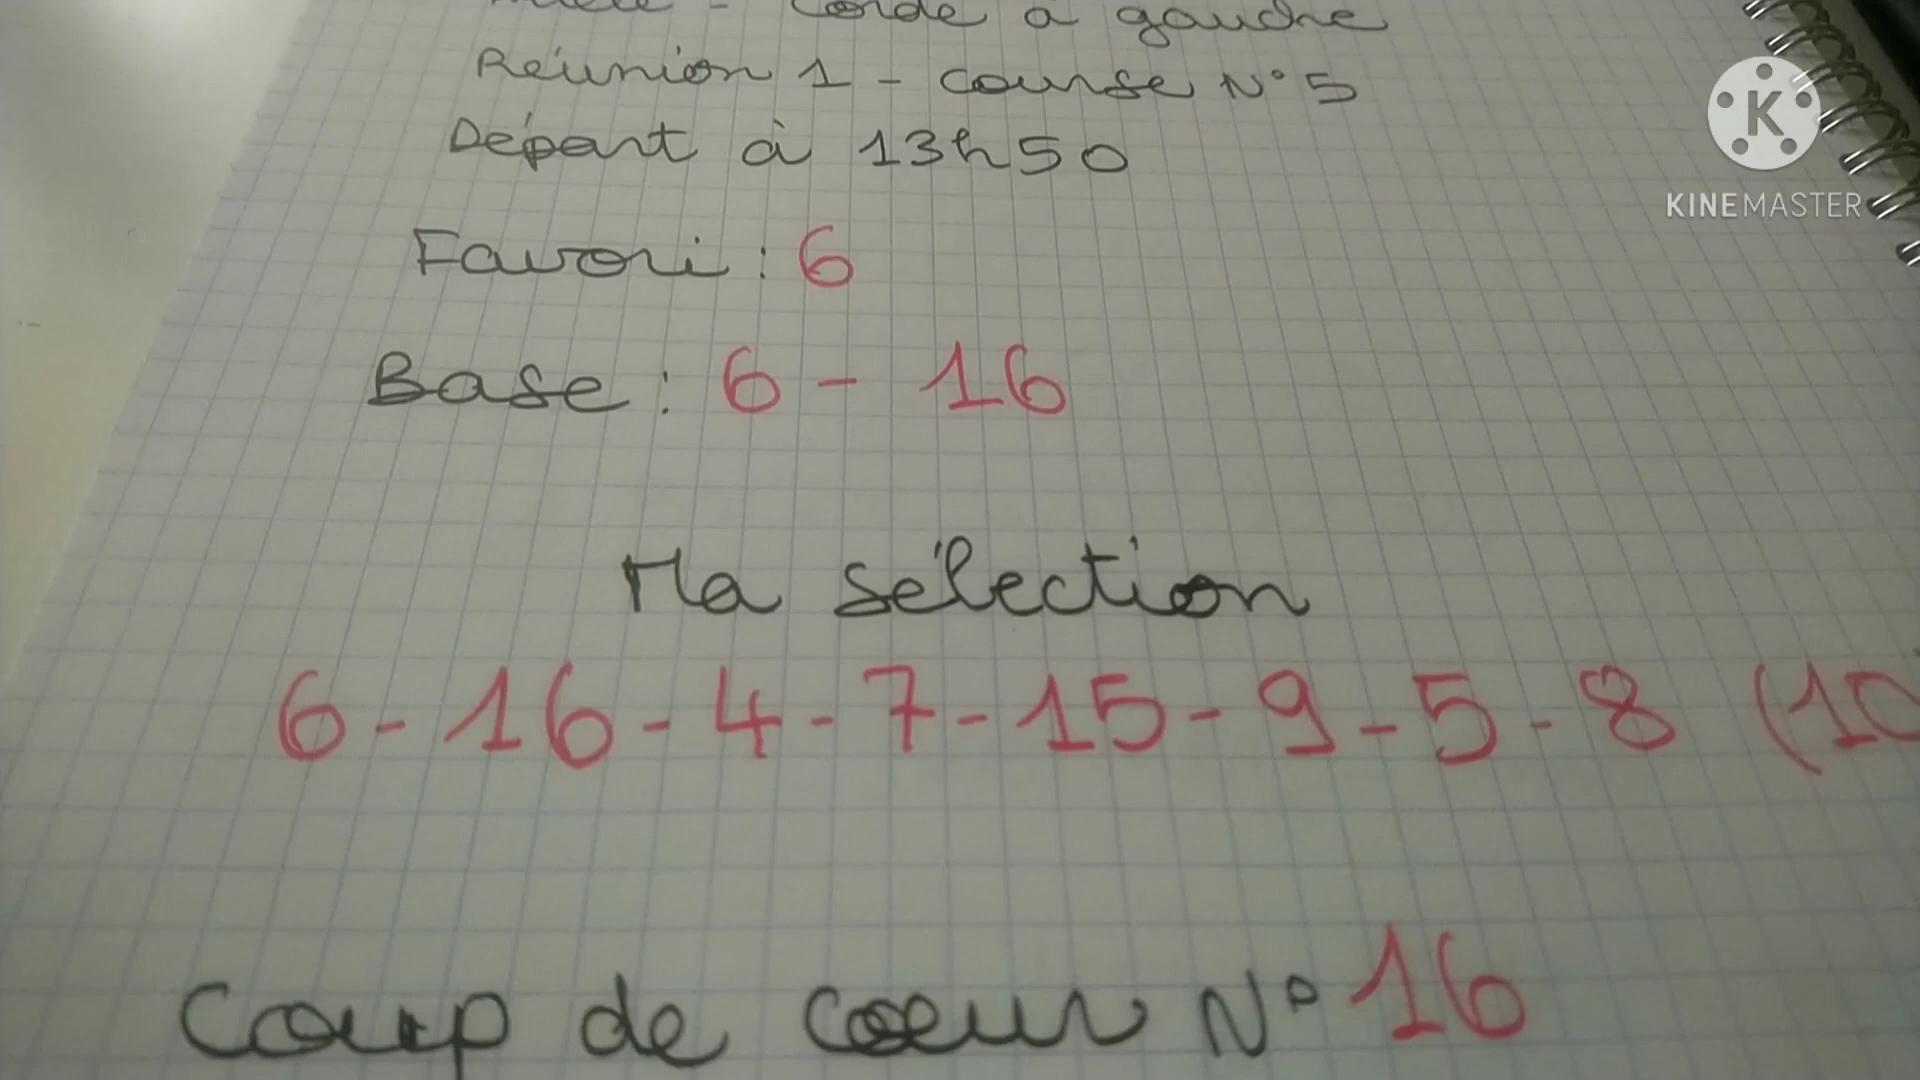 Corde à gauche
Réunion 1 - course N°5
Départ à 13h50
Favori : 6
Base : 6 - 16
Ma sélection
6 - 16 - 4 - 7 - 15 - 9 - 5 - 8 (10
Coup de coeur N° 16
K
KINEMASTER